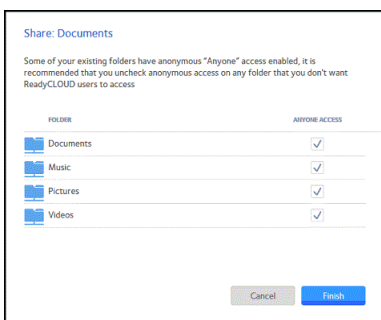 Share: Documents
Some of your existing folders have anonymous "Anyone" access enabled, it is
recommended that you uncheck anonymous access on any folder that you don't want
ReadyCLOUD users to access
FOLDER ANYONE ACCESS
Documents
Music
Pictures
Videos
Cancel Finish